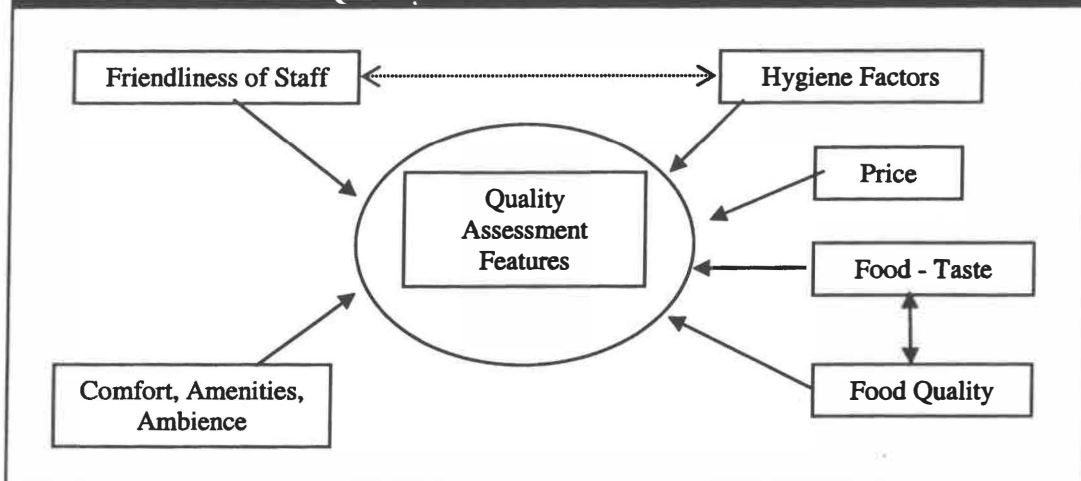 Friendliness of Staff
Hygiene Factors
Price
Quality
Assessment
Features
Food - Taste
Comfort, Amenities,
Ambience
Food Quality